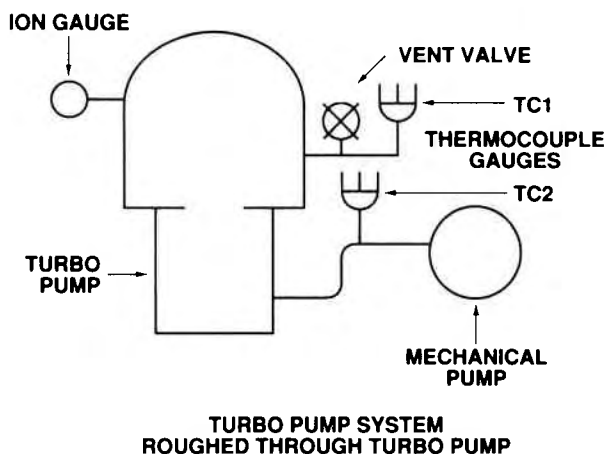 ION GAUGE
VENT VALVE
TC1
THERMOCOUPLE
GAUGES
TC2
TURBO
PUMP
MECHANICAL
PUMP
TURBO PUMP SYSTEM
ROUGHED THROUGH TURBO PUMP